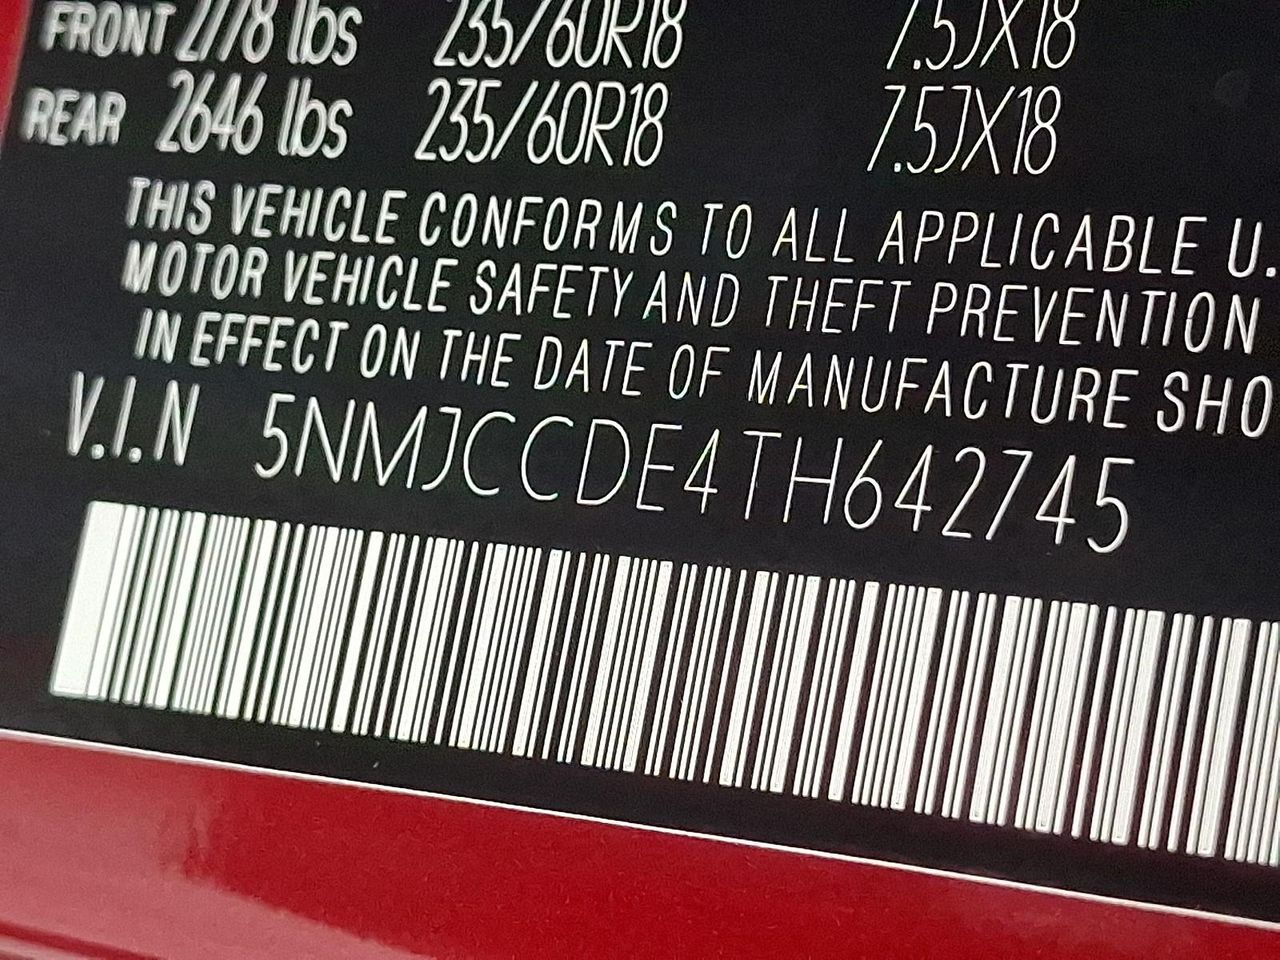 FRONT 2778 lbs 235/60R18 7.5JX18
REAR 2646 lbs 235/60R18 7.5JX18
THIS VEHICLE CONFORMS TO ALL APPLICABLE U.
MOTOR VEHICLE SAFETY AND THEFT PREVENTION
IN EFFECT ON THE DATE OF MANUFACTURE SHO
V.I.N 5NMJCCDE4TH642745